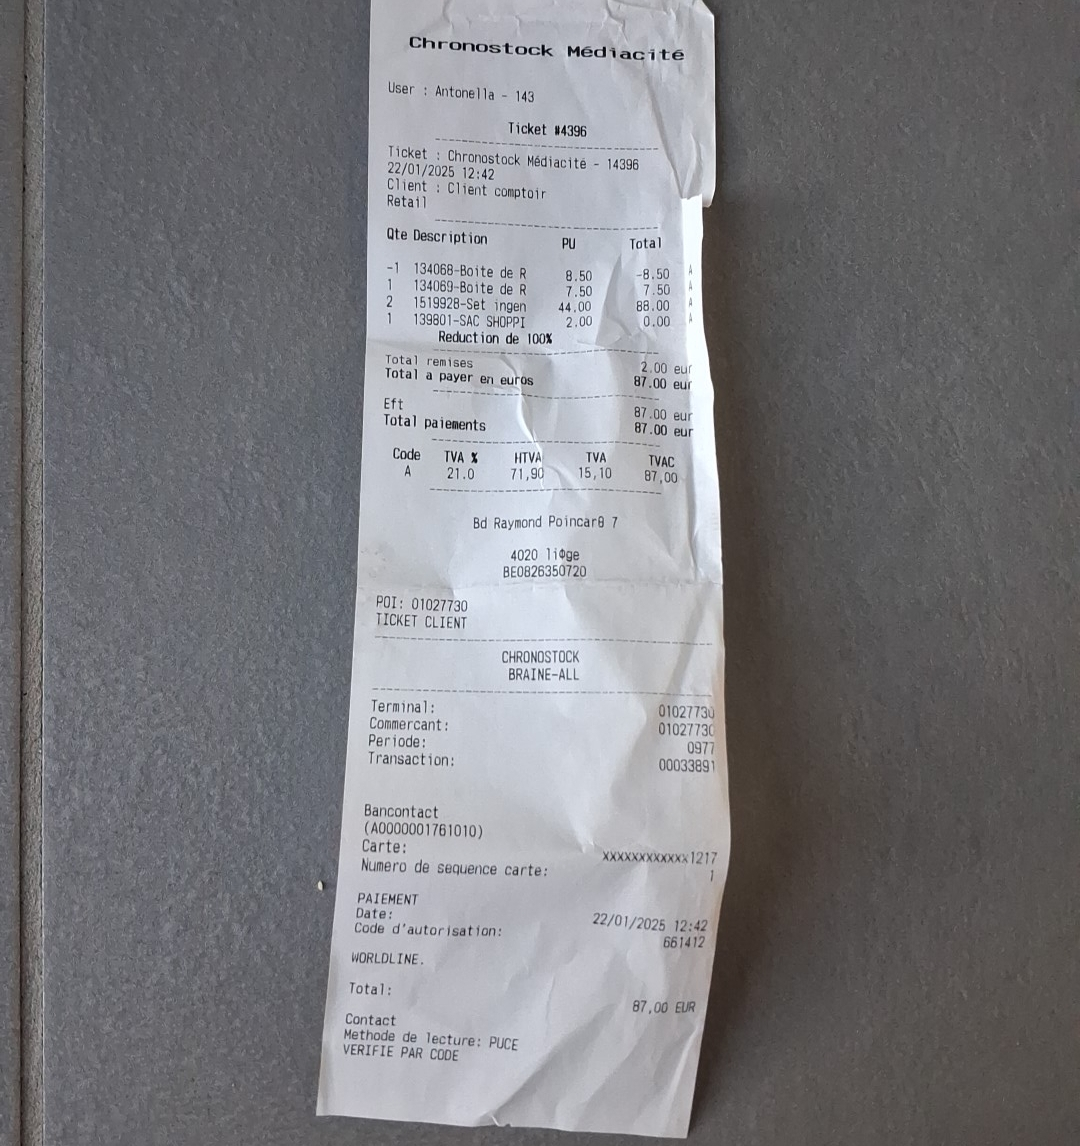 Chronostock Médiacité
User : Antonella - 143
Ticket #4396
Ticket : Chronostock Médiacité - 14396
22/01/2025 12:42
Client : Client comptoir
Retail
Qte Description PU Total
-1 134068-Boite de R 8.50 -8.50 A
1 134069-Boite de R 7.50 7.50 A
2 1519928-Set ingen 44.00 88.00 A
1 139801-SAC SHOPPI 2.00 0.00 A
Reduction de 100%
Total remises 2.00 eur
Total a payer en euros 87.00 eur
Eft 87.00 eur
Total paiements 87.00 eur
Code TVA % HTVA TVA TVAC
A 21.0 71,90 15,10 87,00
Bd Raymond PoincarΘ 7
4020 liΦge
BE0826350720
POI: 01027730
TICKET CLIENT
CHRONOSTOCK
BRAINE-ALL
Terminal: 01027730
Commercant: 01027730
Periode: 0977
Transaction: 00033891
Bancontact
(A0000001761010)
Carte: xxxxxxxxxxxx1217
Numero de sequence carte: 1
PAIEMENT
Date: 22/01/2025 12:42
Code d'autorisation: 661412
WORLDLINE.
Total: 87,00 EUR
Contact
Methode de lecture: PUCE
VERIFIE PAR CODE